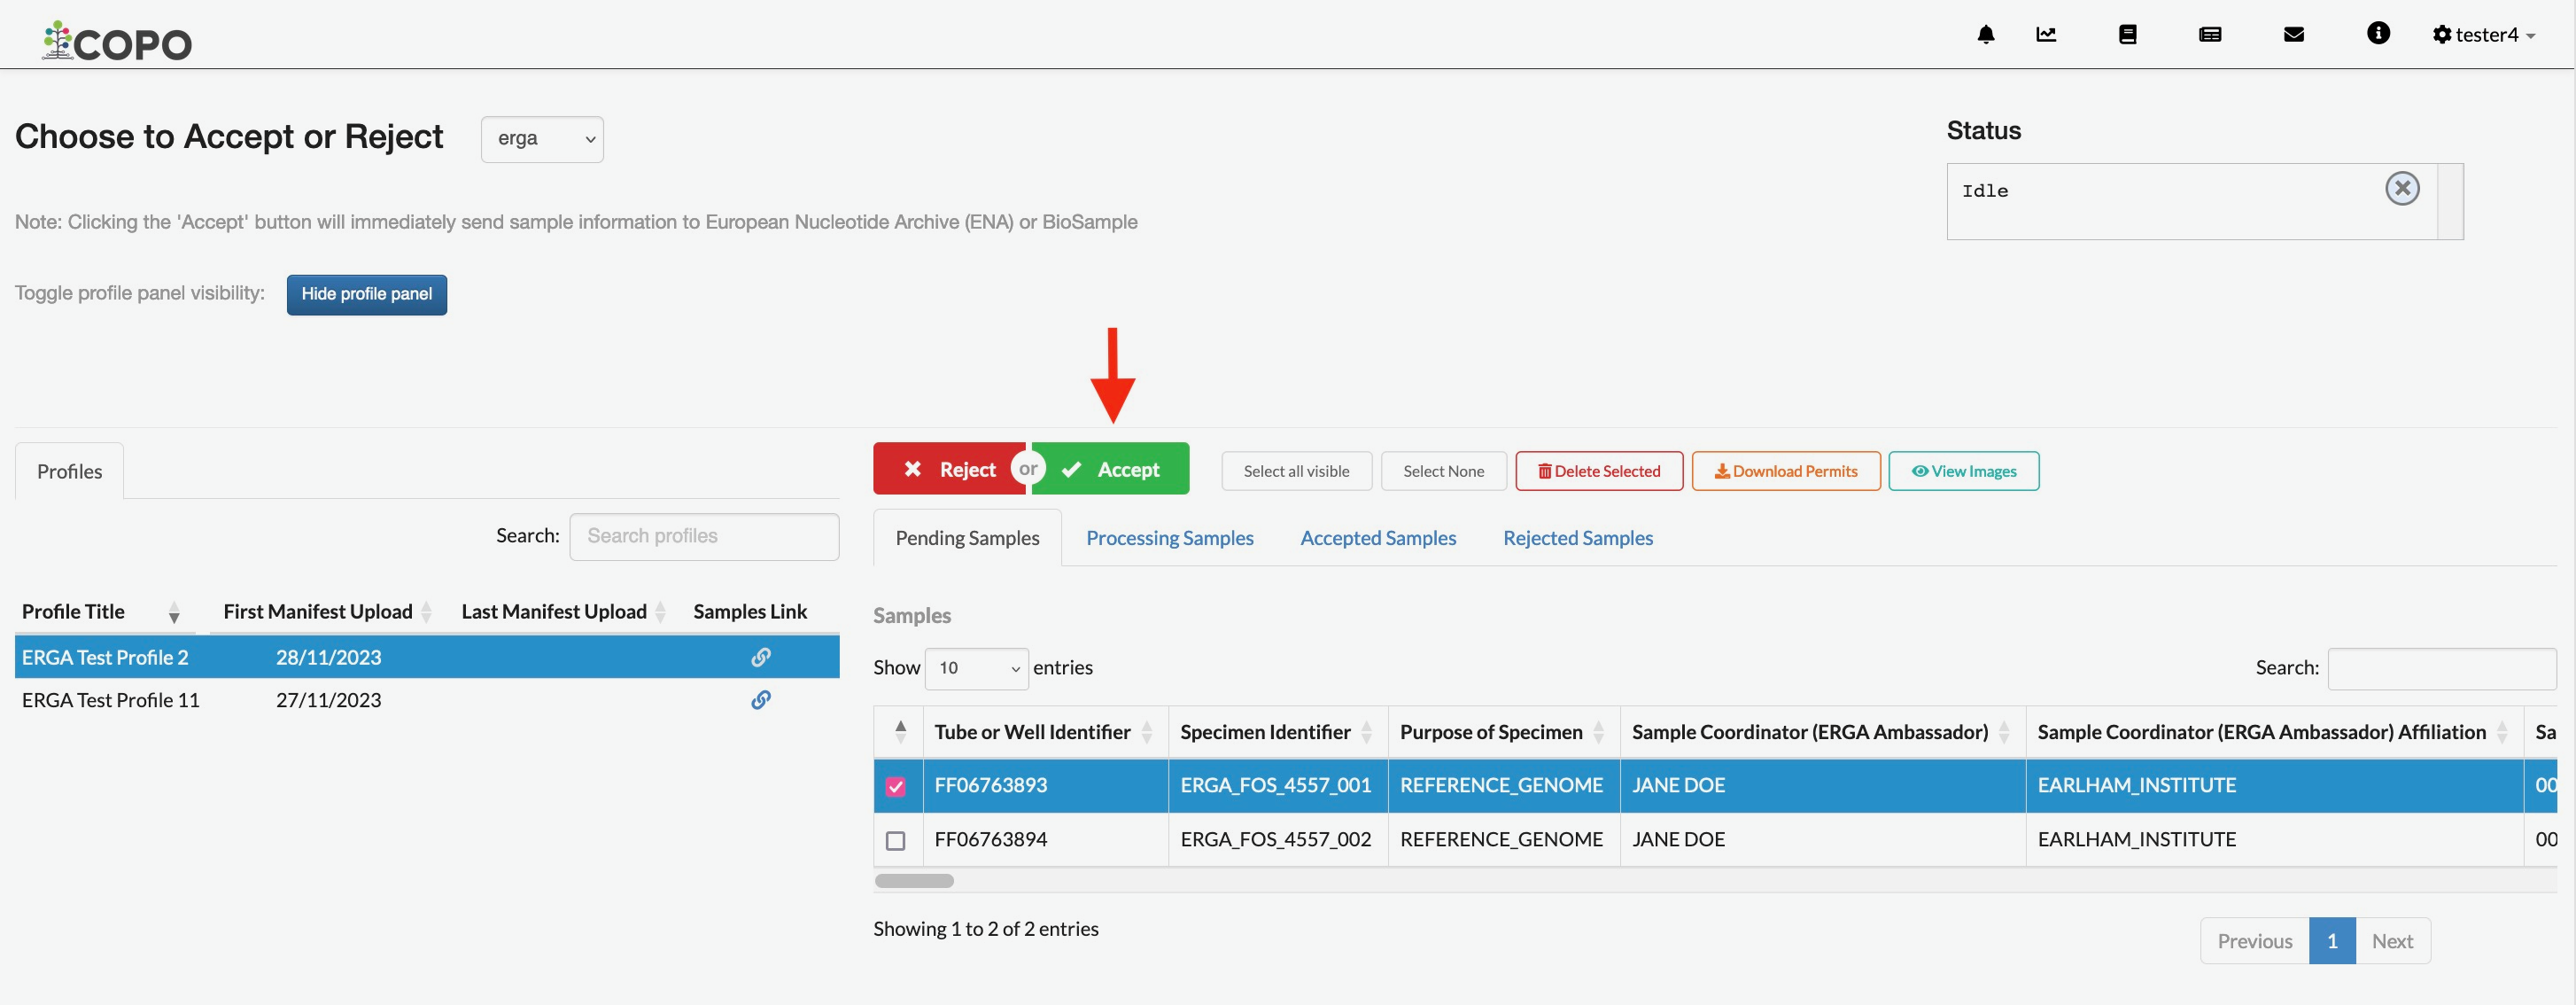 COPO
tester4
Choose to Accept or Reject
erga
Status
Idle
Note: Clicking the 'Accept' button will immediately send sample information to European Nucleotide Archive (ENA) or BioSample
Toggle profile panel visibility: Hide profile panel
Profiles
Search: Search profiles
Profile Title First Manifest Upload Last Manifest Upload Samples Link
ERGA Test Profile 2 28/11/2023
ERGA Test Profile 11 27/11/2023
Reject or Accept Select all visible Select None Delete Selected Download Permits View Images
Pending Samples Processing Samples Accepted Samples Rejected Samples
Samples
Show 10 entries Search:
Tube or Well Identifier Specimen Identifier Purpose of Specimen Sample Coordinator (ERGA Ambassador) Sample Coordinator (ERGA Ambassador) Affiliation Sa
FF06763893 ERGA_FOS_4557_001 REFERENCE_GENOME JANE DOE EARLHAM_INSTITUTE 00
FF06763894 ERGA_FOS_4557_002 REFERENCE_GENOME JANE DOE EARLHAM_INSTITUTE 00
Showing 1 to 2 of 2 entries
Previous 1 Next